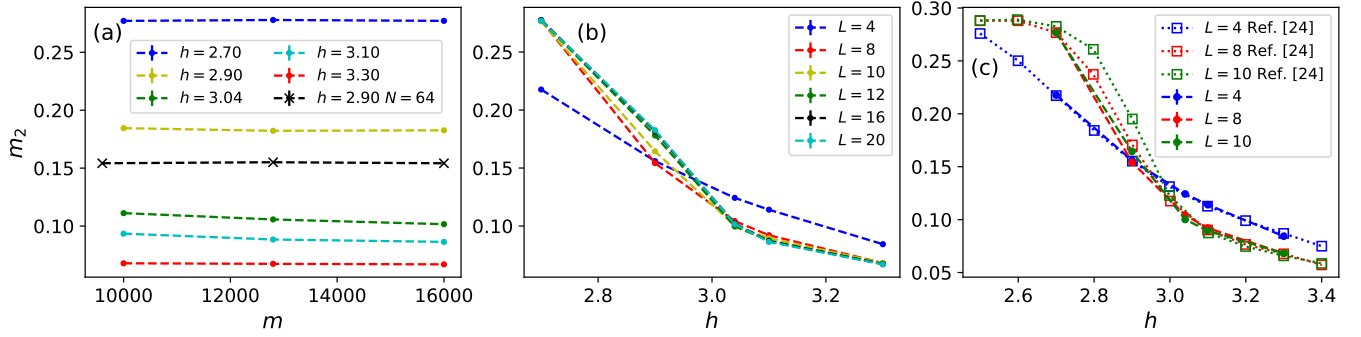 (a)
h = 2.70
h = 2.90
h = 3.04
h = 3.10
h = 3.30
h = 2.90 N = 64
0.25
0.20
0.15
0.10
m₂
10000 12000 14000 16000
m
(b)
L = 4
L = 8
L = 10
L = 12
L = 16
L = 20
0.25
0.20
0.15
0.10
2.8 3.0 3.2
h
(c)
L = 4 Ref. [24]
L = 8 Ref. [24]
L = 10 Ref. [24]
L = 4
L = 8
L = 10
0.30
0.25
0.20
0.15
0.10
0.05
2.6 2.8 3.0 3.2 3.4
h